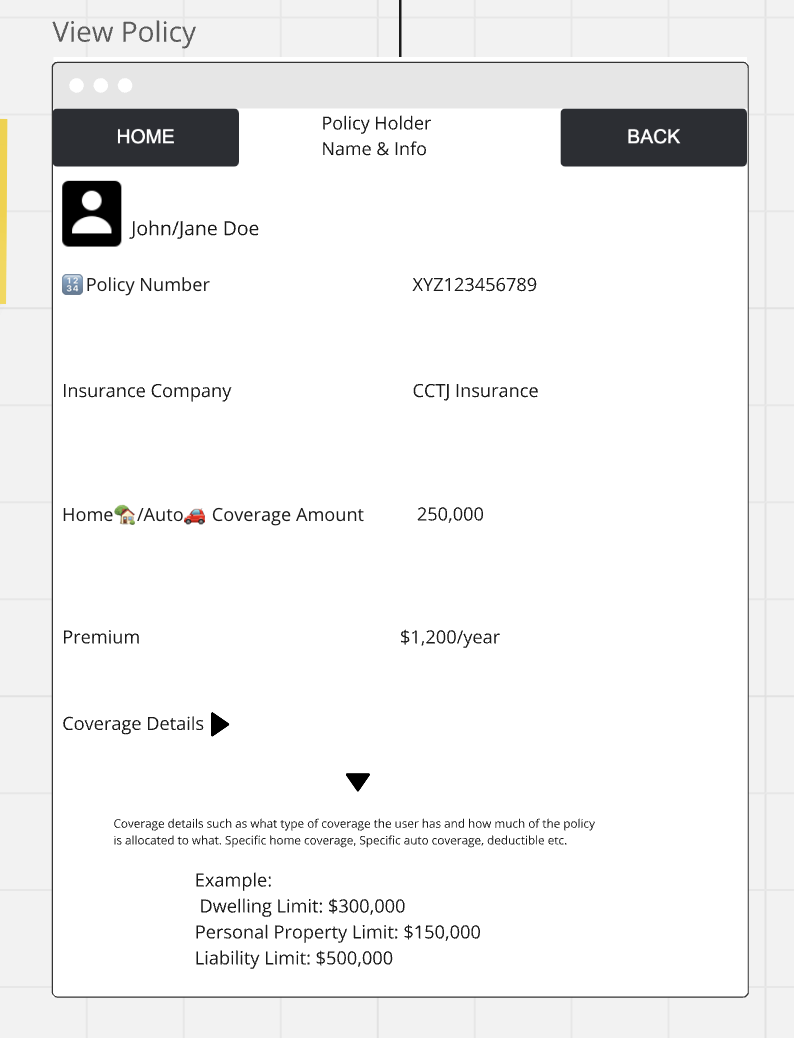 View Policy
HOME
Policy Holder
Name & Info
BACK
John/Jane Doe
🔢Policy Number XYZ123456789
Insurance Company CCTJ Insurance
Home🏡/Auto🚗 Coverage Amount 250,000
Premium $1,200/year
Coverage Details
Coverage details such as what type of coverage the user has and how much of the policy
is allocated to what. Specific home coverage, Specific auto coverage, deductible etc.
Example:
Dwelling Limit: $300,000
Personal Property Limit: $150,000
Liability Limit: $500,000